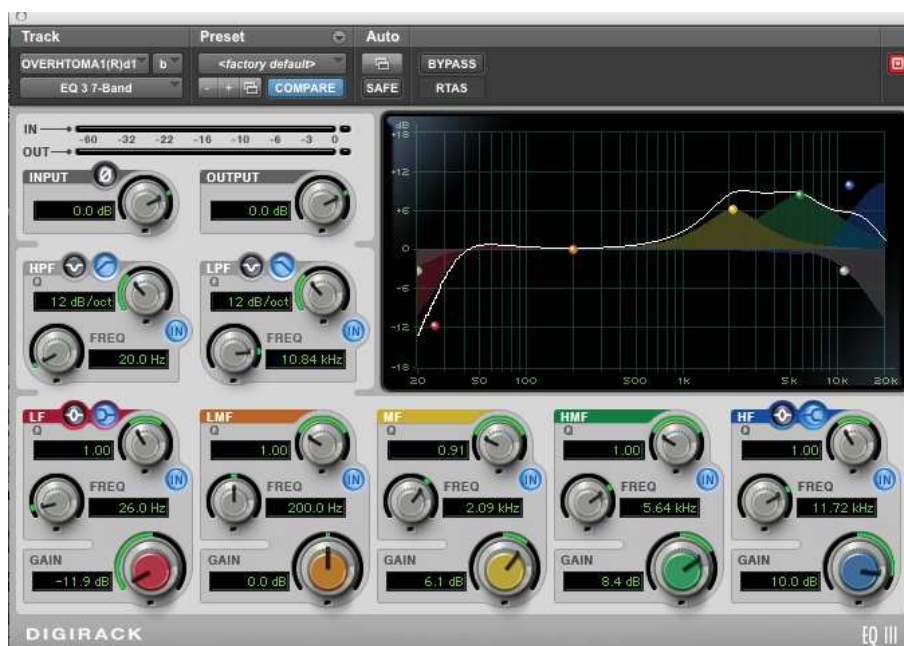 Track Preset Auto
OVERHTOMA1(R)d1 b <factory default> BYPASS
EQ 3 7-Band - + COMPARE SAFE RTAS
IN
-60 -32 -22 -16 -10 -6 -3 0
OUT
INPUT Ø OUTPUT
0.0 dB 0.0 dB
HPF LPF
Q Q
12 dB/oct 12 dB/oct
IN IN
FREQ FREQ
20.0 Hz 10.84 kHz
dB
+18
+12
+6
0
-6
-12
-18
20 50 100 500 1k 5k 10k 20k
LF LMF MF HMF HF
Q Q Q Q Q
1.00 1.00 0.91 1.00 1.00
IN IN IN IN IN
FREQ FREQ FREQ FREQ FREQ
26.0 Hz 200.0 Hz 2.09 kHz 5.64 kHz 11.72 kHz
GAIN GAIN GAIN GAIN GAIN
-11.9 dB 0.0 dB 6.1 dB 8.4 dB 10.0 dB
DIGIRACK EQ III